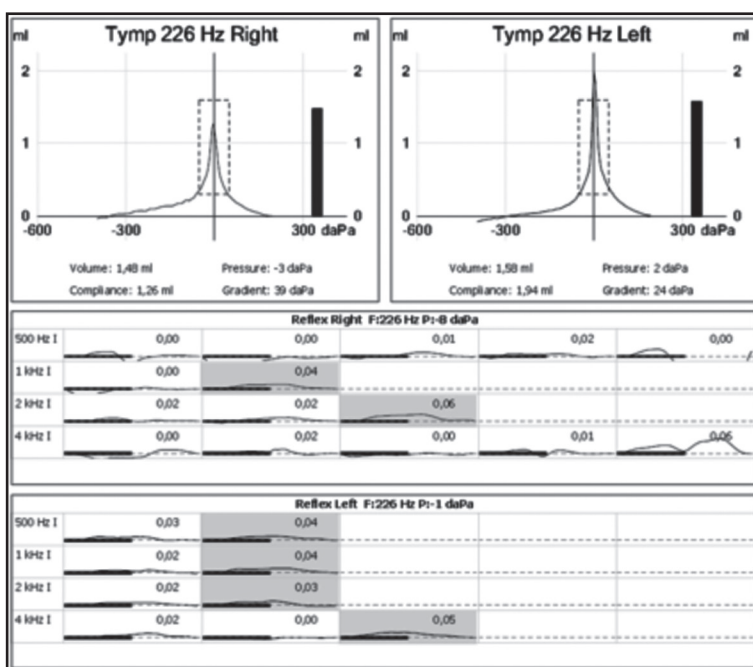 ml Tymp 226 Hz Right ml
2 2
1 1
0 0
-600 -300 300 daPa
Volume: 1,48 ml Pressure: -3 daPa
Compliance: 1,26 ml Gradient: 39 daPa
ml Tymp 226 Hz Left ml
2 2
1 1
0 0
-600 -300 300 daPa
Volume: 1,58 ml Pressure: 2 daPa
Compliance: 1,94 ml Gradient: 24 daPa
Reflex Right F:226 Hz P:-8 daPa
500 Hz I 0,00 0,00 0,01 0,02 0,00
1 kHz I 0,00 0,04
2 kHz I 0,02 0,02 0,06
4 kHz I 0,00 0,02 0,00 0,01 0,06
Reflex Left F:226 Hz P:-1 daPa
500 Hz I 0,03 0,04
1 kHz I 0,02 0,04
2 kHz I 0,02 0,03
4 kHz I 0,02 0,00 0,05